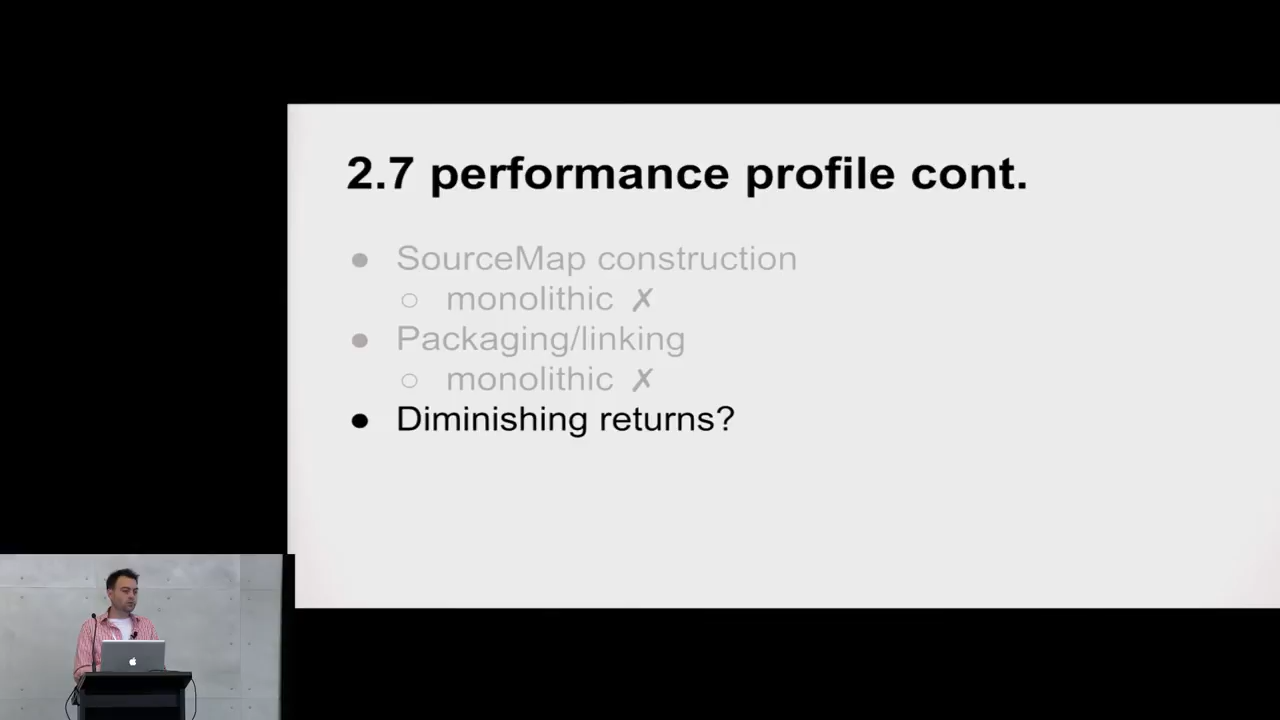 2.7 performance profile cont.
● SourceMap construction
○ monolithic ✗
● Packaging/linking
○ monolithic ✗
● Diminishing returns?